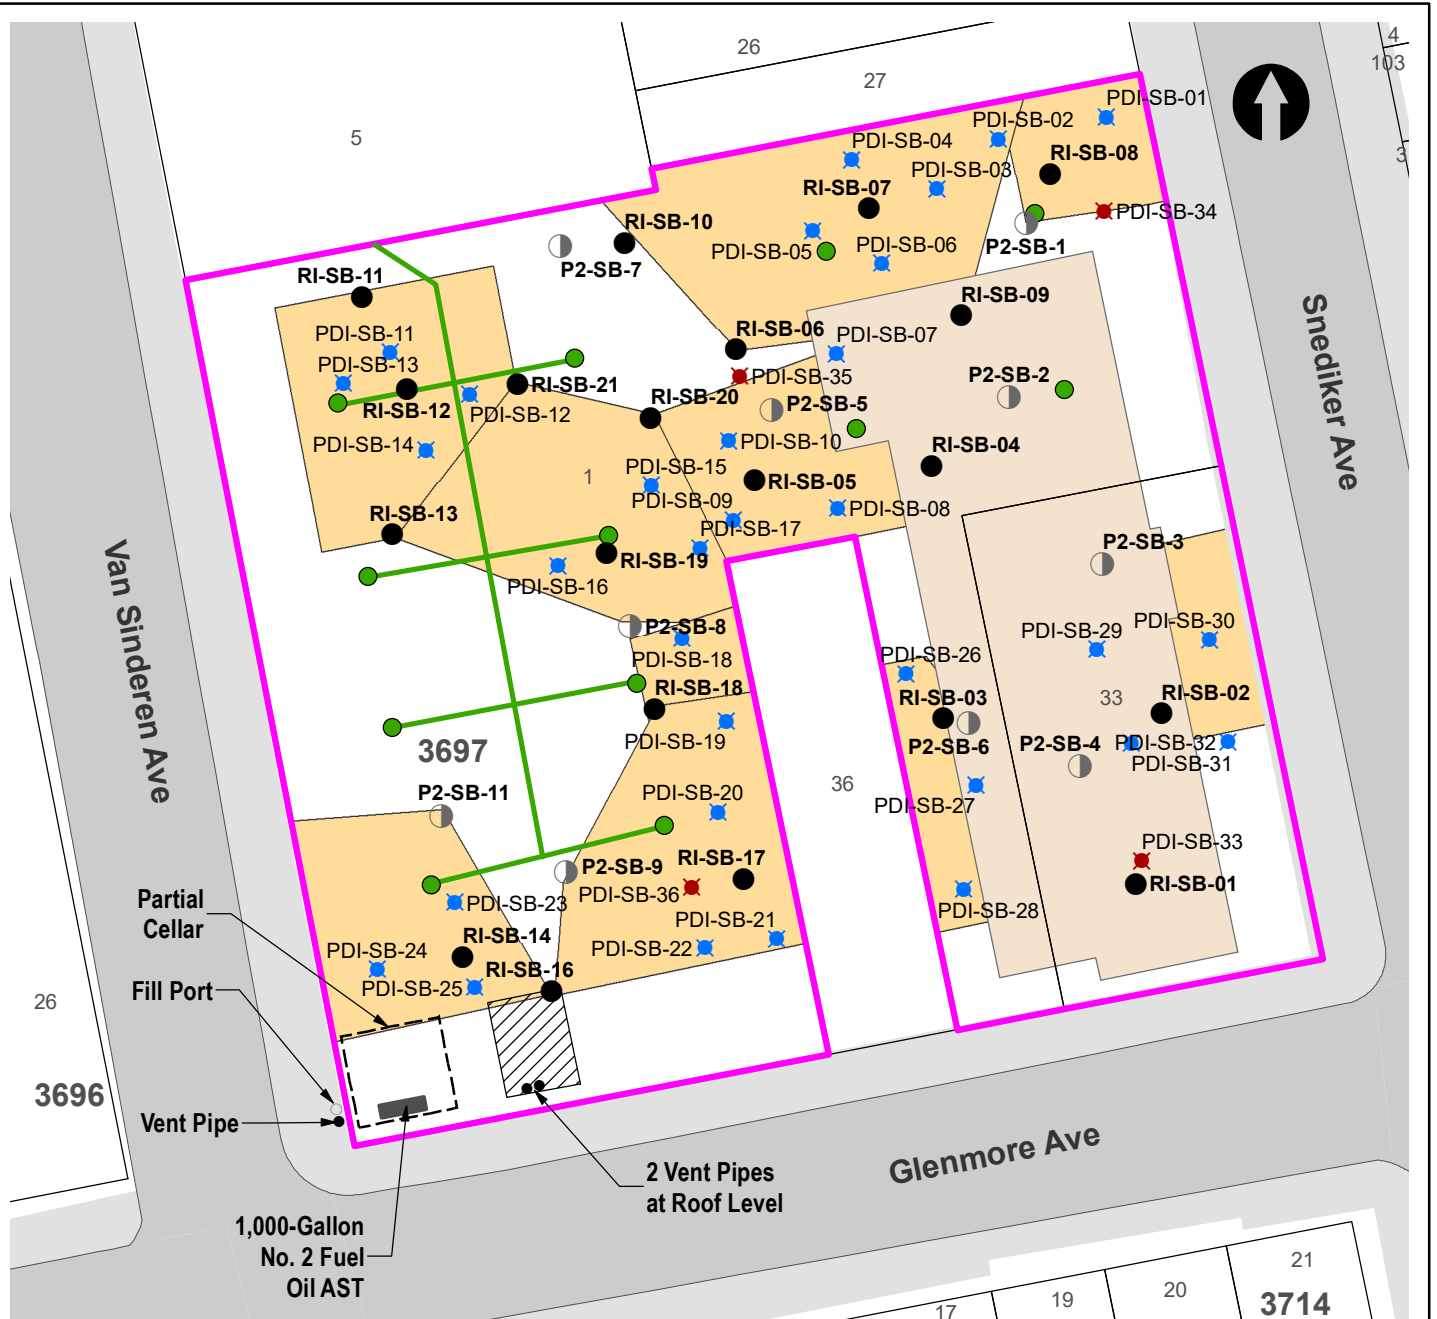 26
4
103
27
3
5
PDI-SB-01
PDI-SB-02
PDI-SB-04
RI-SB-08
PDI-SB-03
RI-SB-07
PDI-SB-34
RI-SB-10
P2-SB-1
PDI-SB-05
PDI-SB-06
P2-SB-7
RI-SB-11
RI-SB-09
RI-SB-06
PDI-SB-07
PDI-SB-11
PDI-SB-13
P2-SB-2
PDI-SB-35
RI-SB-21
RI-SB-20
RI-SB-12
PDI-SB-12
P2-SB-5
PDI-SB-10
PDI-SB-14
RI-SB-04
1
PDI-SB-15
RI-SB-05
PDI-SB-09
PDI-SB-08
RI-SB-13
PDI-SB-17
P2-SB-3
RI-SB-19
PDI-SB-16
Snediker Ave
Van Sinderen Ave
P2-SB-8
PDI-SB-30
PDI-SB-29
PDI-SB-18
PDI-SB-26
RI-SB-18
RI-SB-03
33
RI-SB-02
PDI-SB-19
P2-SB-6
P2-SB-4
PDI-SB-32
3697
PDI-SB-31
36
P2-SB-11
PDI-SB-20
PDI-SB-27
PDI-SB-33
RI-SB-17
P2-SB-9
RI-SB-01
PDI-SB-36
Partial
Cellar
PDI-SB-23
PDI-SB-28
PDI-SB-21
RI-SB-14
PDI-SB-22
PDI-SB-24
RI-SB-16
PDI-SB-25
Fill Port
26
3696
Vent Pipe
Glenmore Ave
2 Vent Pipes
at Roof Level
1,000-Gallon
No. 2 Fuel
Oil AST
21
20
19
17
3714